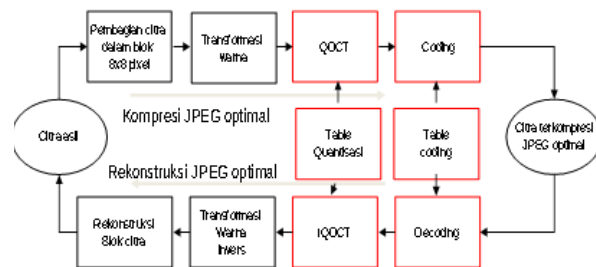 Pembagian citra
dalam blok
8x8 pixel
Transformasi
warna
QDCT
Coding
Kompresi JPEG optimal
Citra asli
Table
Quantisasi
Table
coding
Citra terkompresi
JPEG optimal
Rekonstruksi JPEG optimal
Rekonstruksi
Blok citra
Transformasi
Warna
Invers
IQDCT
Decoding